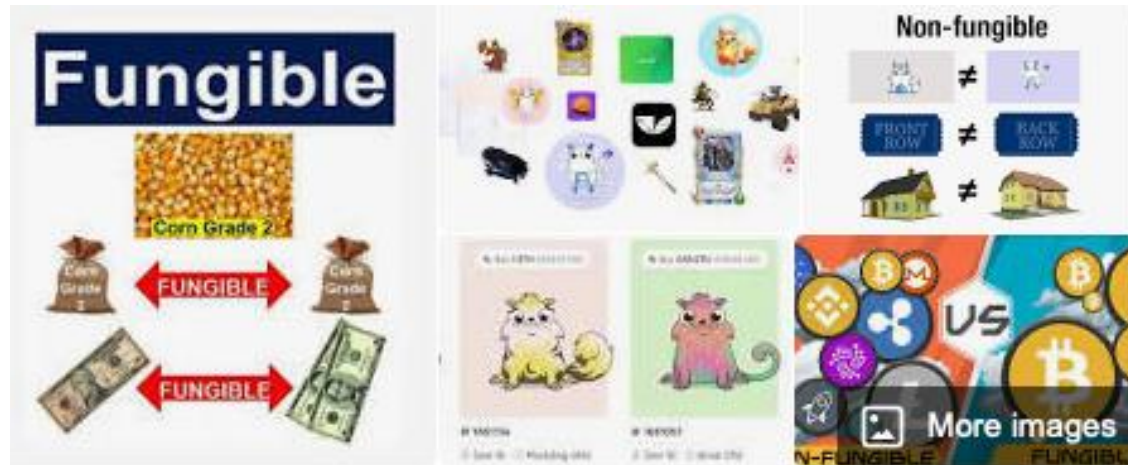 Fungible
Corn Grade 2
Corn
Grade
2
FUNGIBLE
Corn
Grade
2
FUNGIBLE
Non-fungible
≠
FRONT
ROW
≠
BACK
ROW
≠
VS
More images
N-FUNGIBLE
FUNGIBL